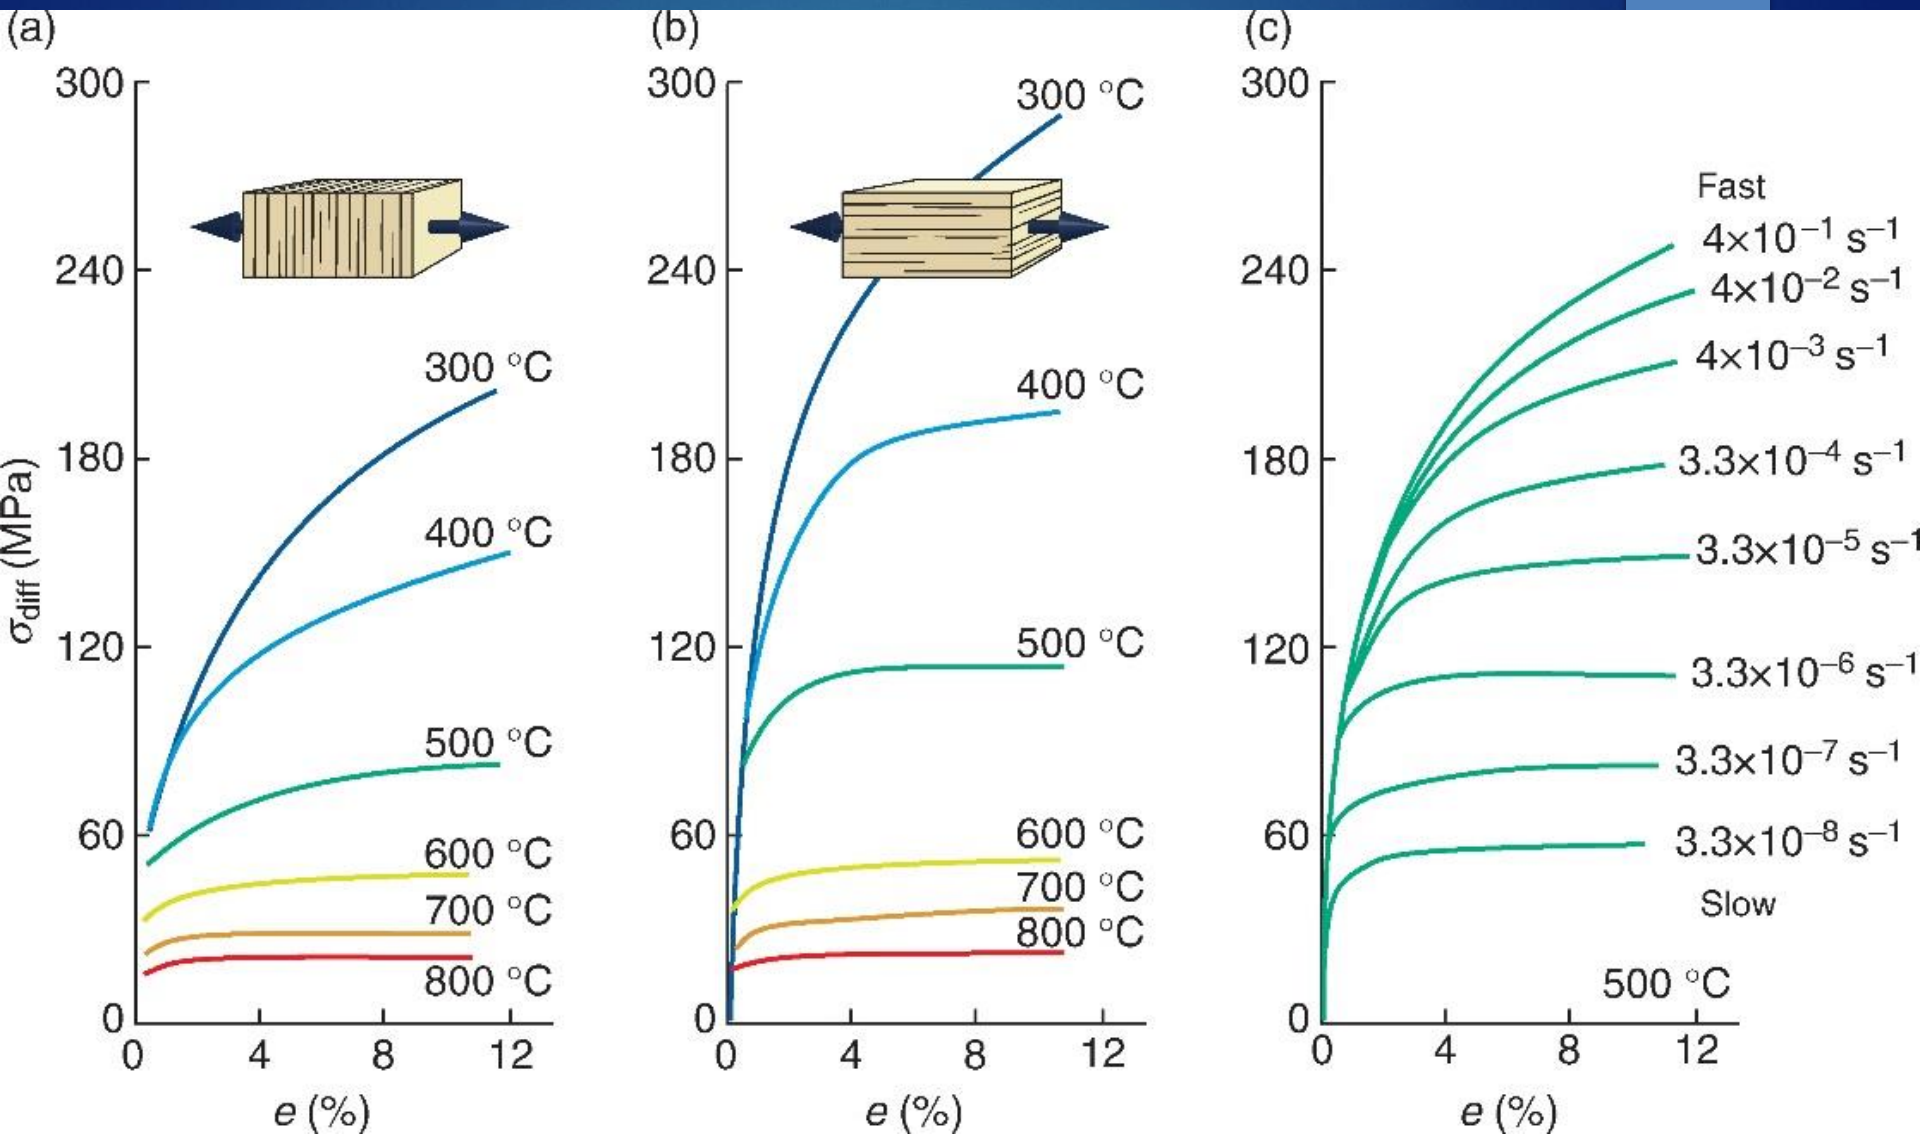 (a)
300
240
180
120
60
0
σdiff (MPa)
300 °C
400 °C
500 °C
600 °C
700 °C
800 °C
0 4 8 12
e (%)
(b)
300
240
180
120
60
0
300 °C
400 °C
500 °C
600 °C
700 °C
800 °C
0 4 8 12
e (%)
(c)
300
240
180
120
60
0
Fast
4×10⁻¹ s⁻¹
4×10⁻² s⁻¹
4×10⁻³ s⁻¹
3.3×10⁻⁴ s⁻¹
3.3×10⁻⁵ s⁻¹
3.3×10⁻⁶ s⁻¹
3.3×10⁻⁷ s⁻¹
3.3×10⁻⁸ s⁻¹
Slow
500 °C
0 4 8 12
e (%)